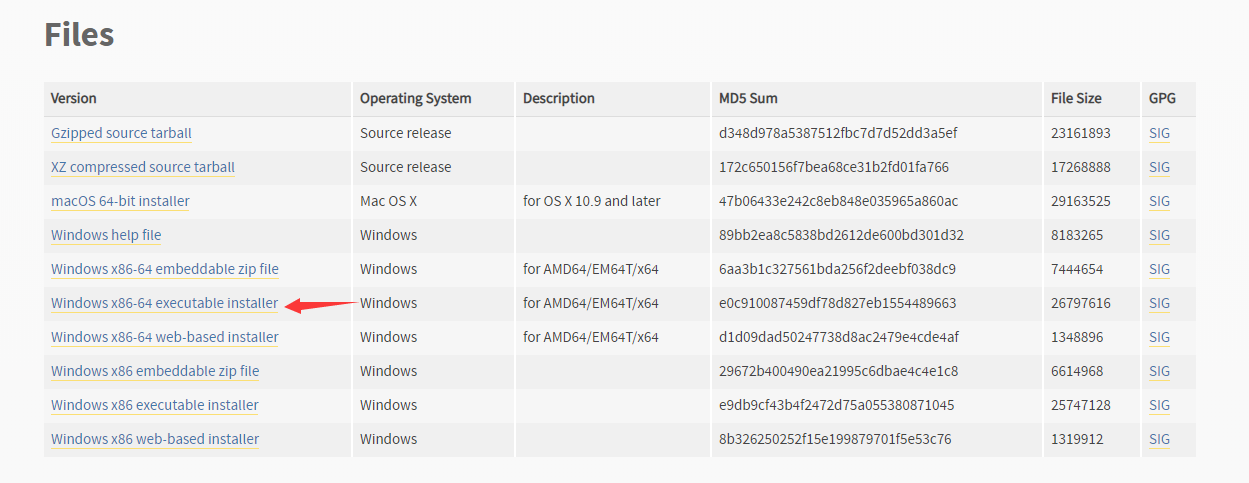 Files
Version Operating System Description MD5 Sum File Size GPG
Gzipped source tarball Source release d348d978a5387512fbc7d7d52dd3a5ef 23161893 SIG
XZ compressed source tarball Source release 172c650156f7bea68ce31b2fd01fa766 17268888 SIG
macOS 64-bit installer Mac OS X for OS X 10.9 and later 47b06433e242c8eb848e035965a860ac 29163525 SIG
Windows help file Windows 89bb2ea8c5838bd2612de600bd301d32 8183265 SIG
Windows x86-64 embeddable zip file Windows for AMD64/EM64T/x64 6aa3b1c327561bda256f2deebf038dc9 7444654 SIG
Windows x86-64 executable installer Windows for AMD64/EM64T/x64 e0c910087459df78d827eb1554489663 26797616 SIG
Windows x86-64 web-based installer Windows for AMD64/EM64T/x64 d1d09dad50247738d8ac2479e4cde4af 1348896 SIG
Windows x86 embeddable zip file Windows 29672b400490ea21995c6dbae4c4e1c8 6614968 SIG
Windows x86 executable installer Windows e9db9cf43b4f2472d75a055380871045 25747128 SIG
Windows x86 web-based installer Windows 8b326250252f15e199879701f5e53c76 1319912 SIG